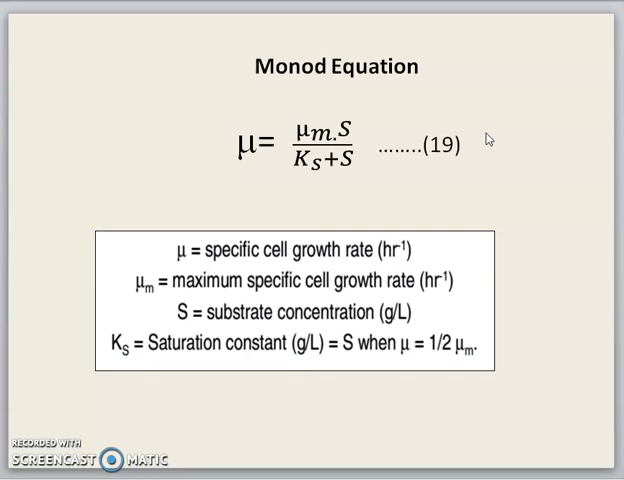 Monod Equation
μ= μm.S / KS+S ........(19)
μ = specific cell growth rate (hr⁻¹)
μm = maximum specific cell growth rate (hr⁻¹)
S = substrate concentration (g/L)
KS = Saturation constant (g/L) = S when μ = 1/2 μm.
RECORDED WITH
SCREENCAST MATIC